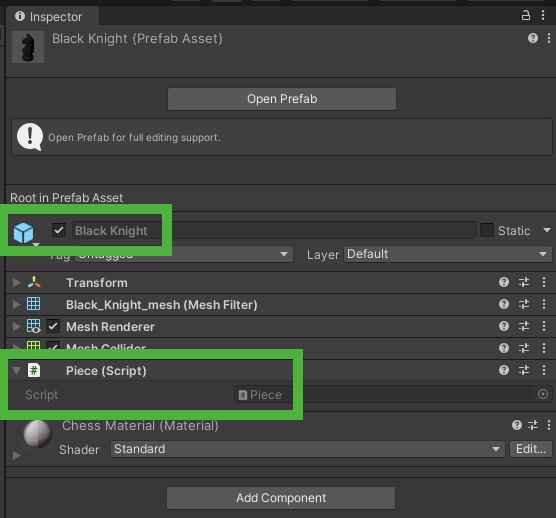 Inspector
Black Knight (Prefab Asset)
Open Prefab
Open Prefab for full editing support.
Root in Prefab Asset
Black Knight Static
Tag Untagged Layer Default
Transform
Black_Knight_mesh (Mesh Filter)
Mesh Renderer
Mesh Collider
Piece (Script)
Script Piece
Chess Material (Material)
Shader Standard Edit...
Add Component